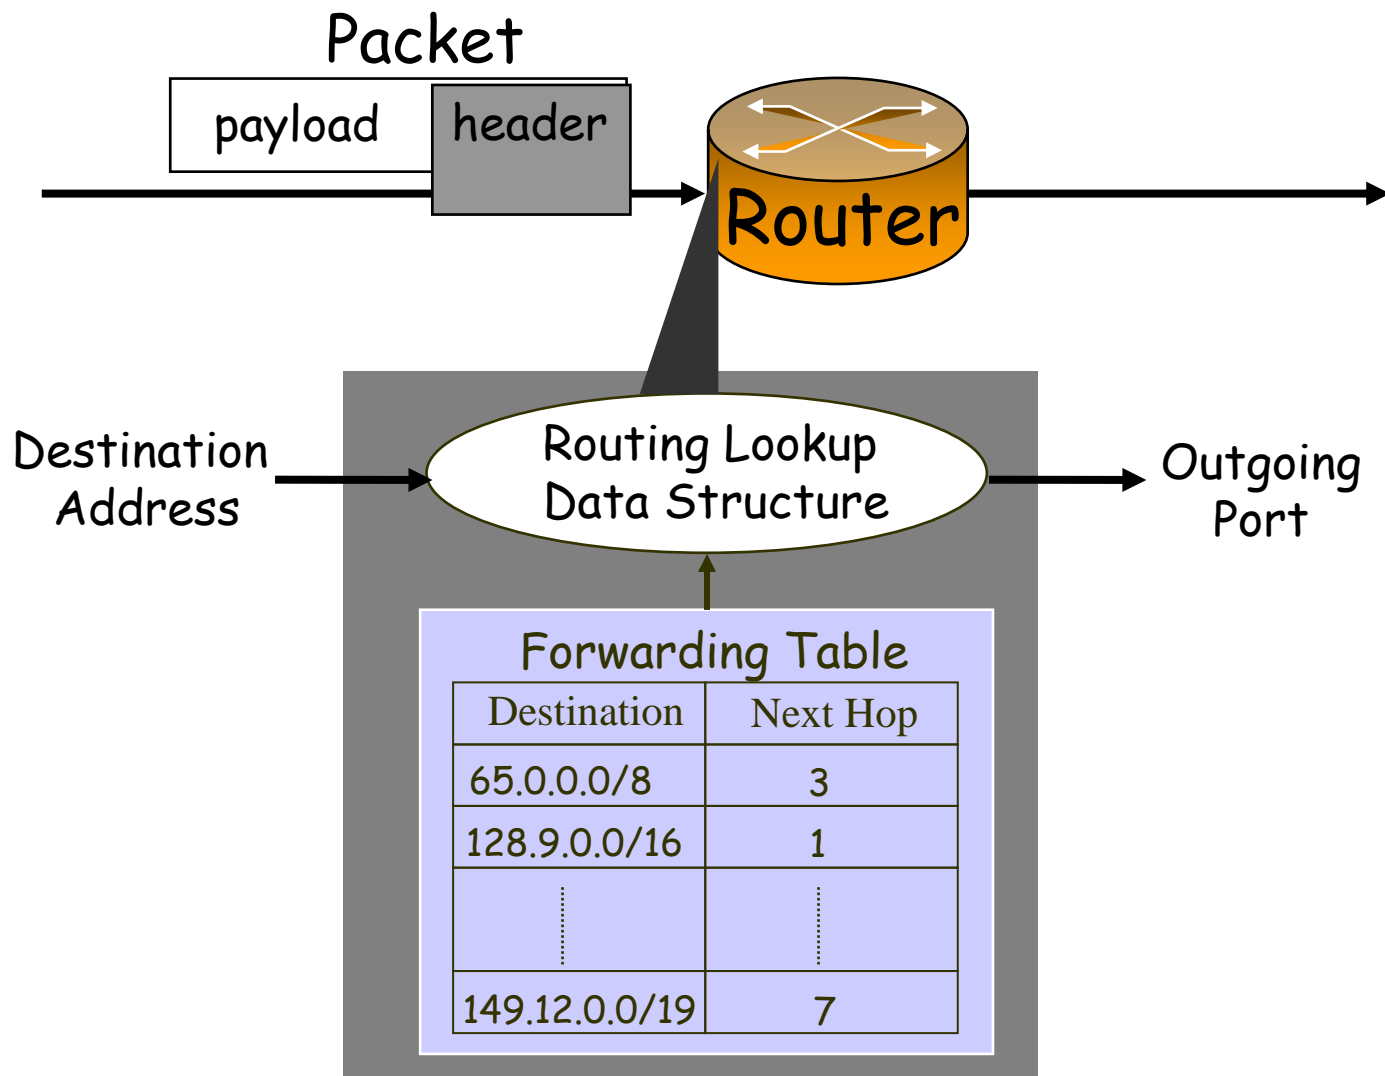 Packet
payload
header
Router
Destination
Address
Routing Lookup
Data Structure
Outgoing
Port
Forwarding Table
Destination Next Hop
65.0.0.0/8 3
128.9.0.0/16 1
149.12.0.0/19 7